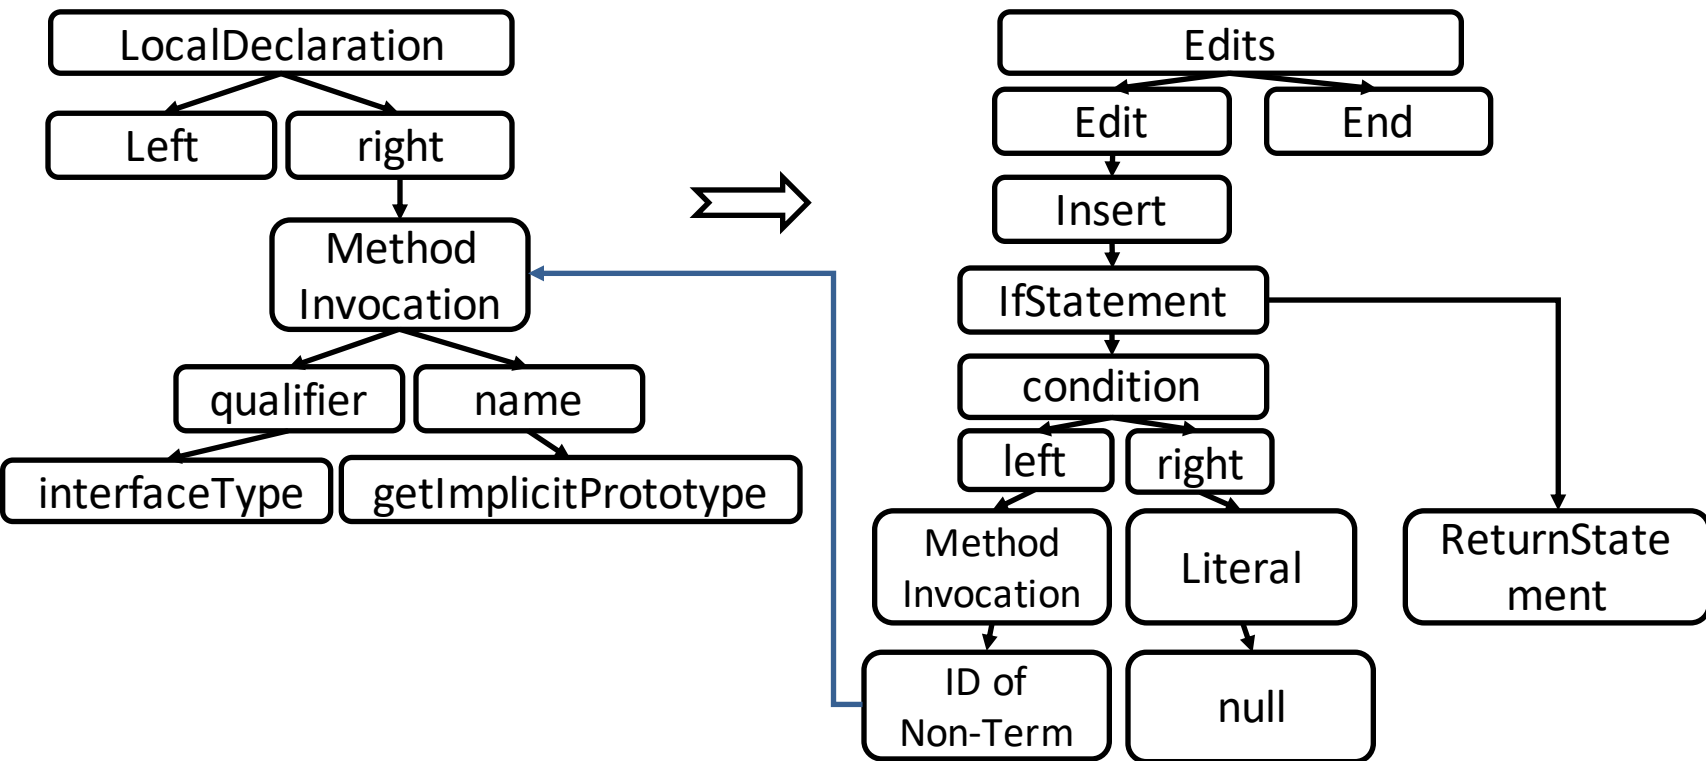 LocalDeclaration
Left
right
Method
Invocation
qualifier
name
interfaceType
getImplicitPrototype
Edits
Edit
End
Insert
IfStatement
condition
left
right
Method
Invocation
Literal
ReturnState
ment
ID of
Non-Term
null